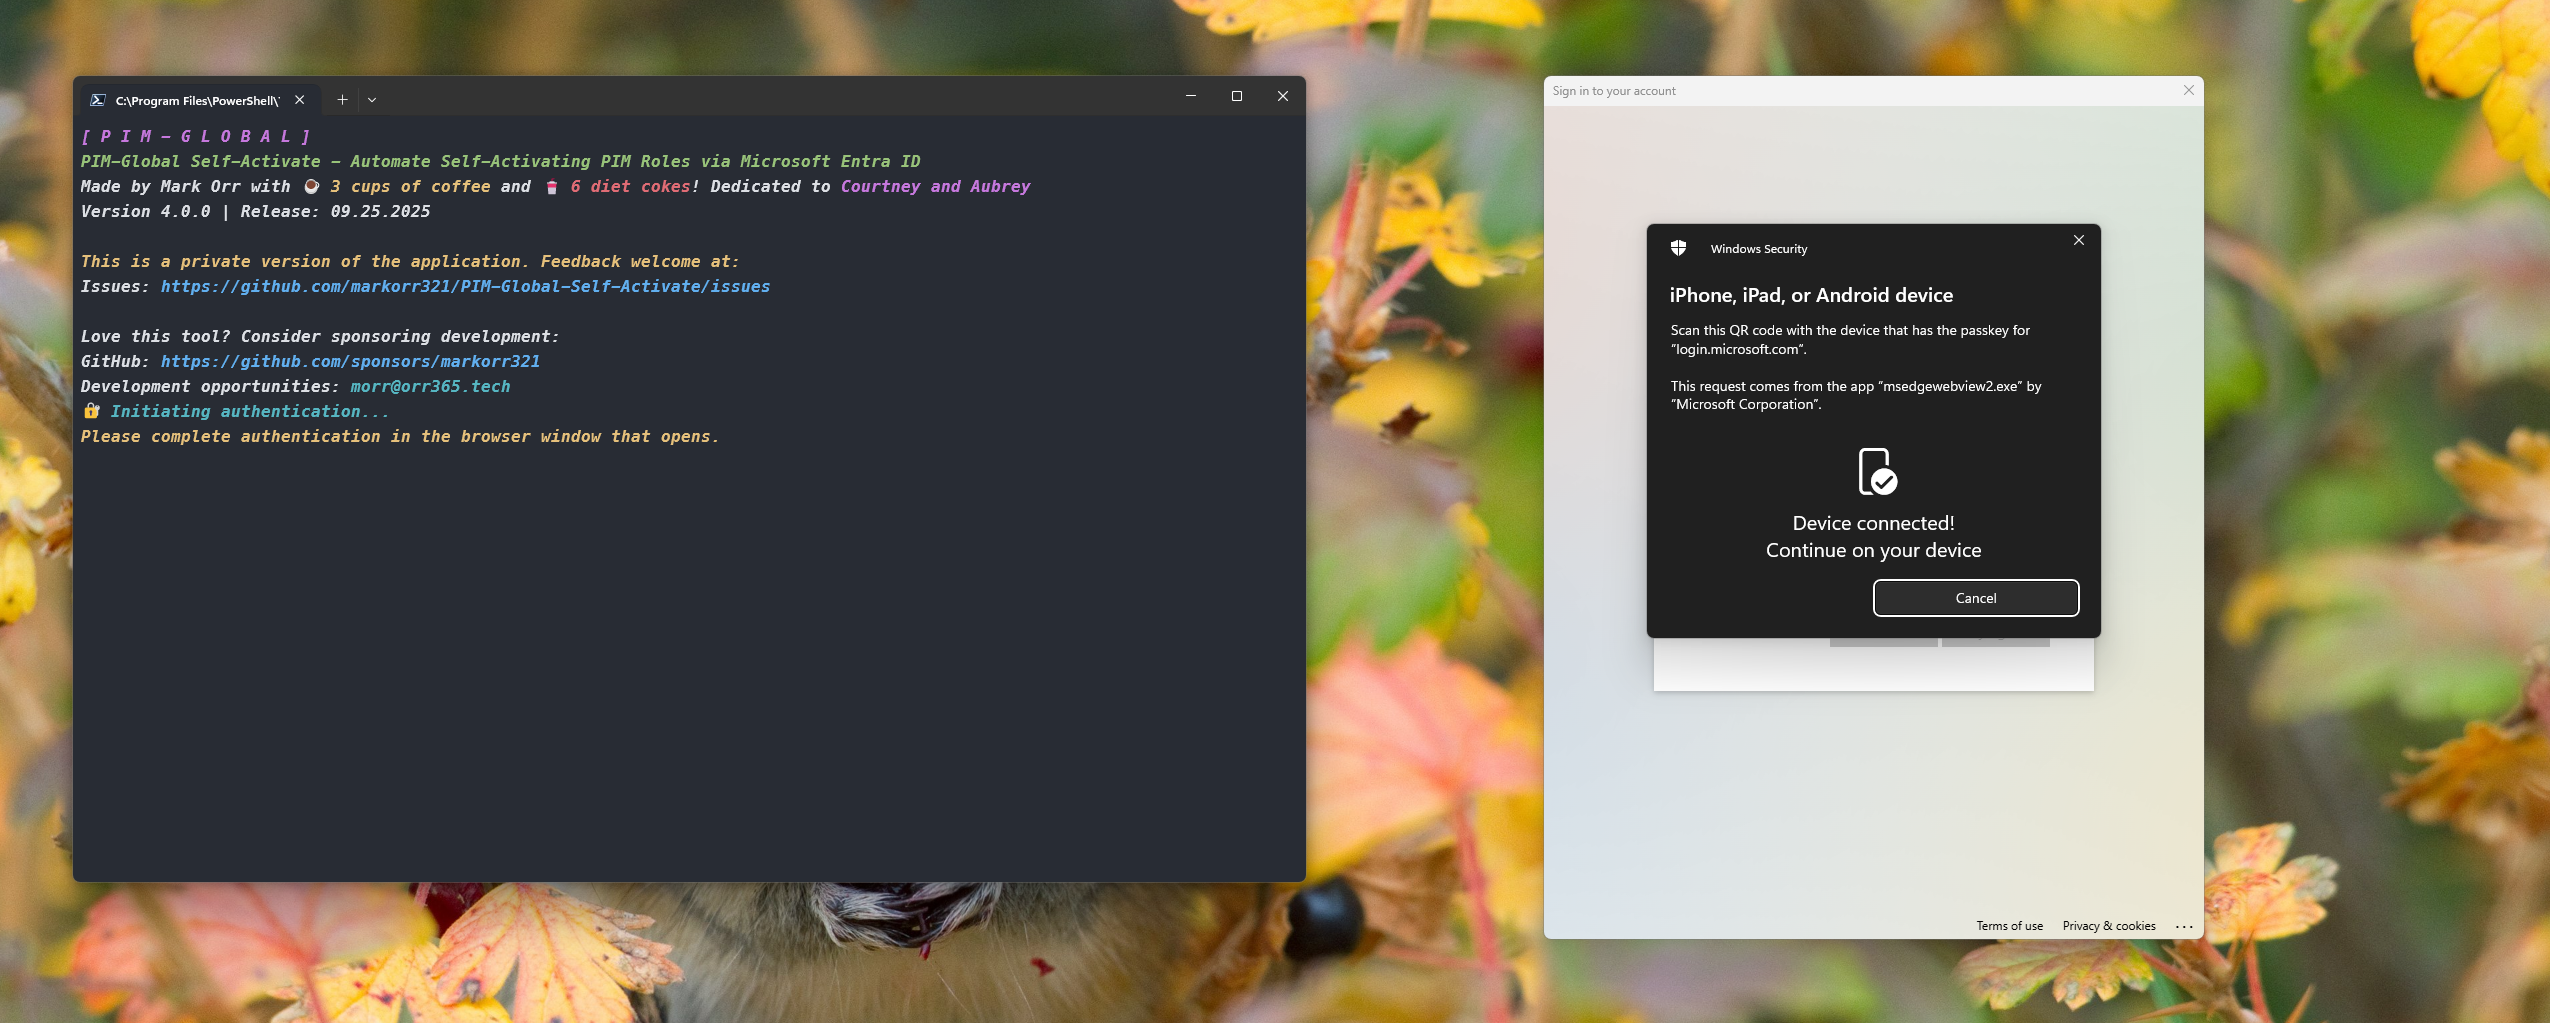 C:\Program Files\PowerShell\
[ P I M - G L O B A L ]
PIM-Global Self-Activate - Automate Self-Activating PIM Roles via Microsoft Entra ID
Made by Mark Orr with ☕ 3 cups of coffee and 🥤 6 diet cokes! Dedicated to Courtney and Aubrey
Version 4.0.0 | Release: 09.25.2025
This is a private version of the application. Feedback welcome at:
Issues: https://github.com/markorr321/PIM-Global-Self-Activate/issues
Love this tool? Consider sponsoring development:
GitHub: https://github.com/sponsors/markorr321
Development opportunities: morr@orr365.tech
🔐 Initiating authentication...
Please complete authentication in the browser window that opens.
Sign in to your account
Windows Security
iPhone, iPad, or Android device
Scan this QR code with the device that has the passkey for
“login.microsoft.com”.
This request comes from the app “msedgewebview2.exe” by
“Microsoft Corporation”.
Device connected!
Continue on your device
Cancel
Terms of use Privacy & cookies ...